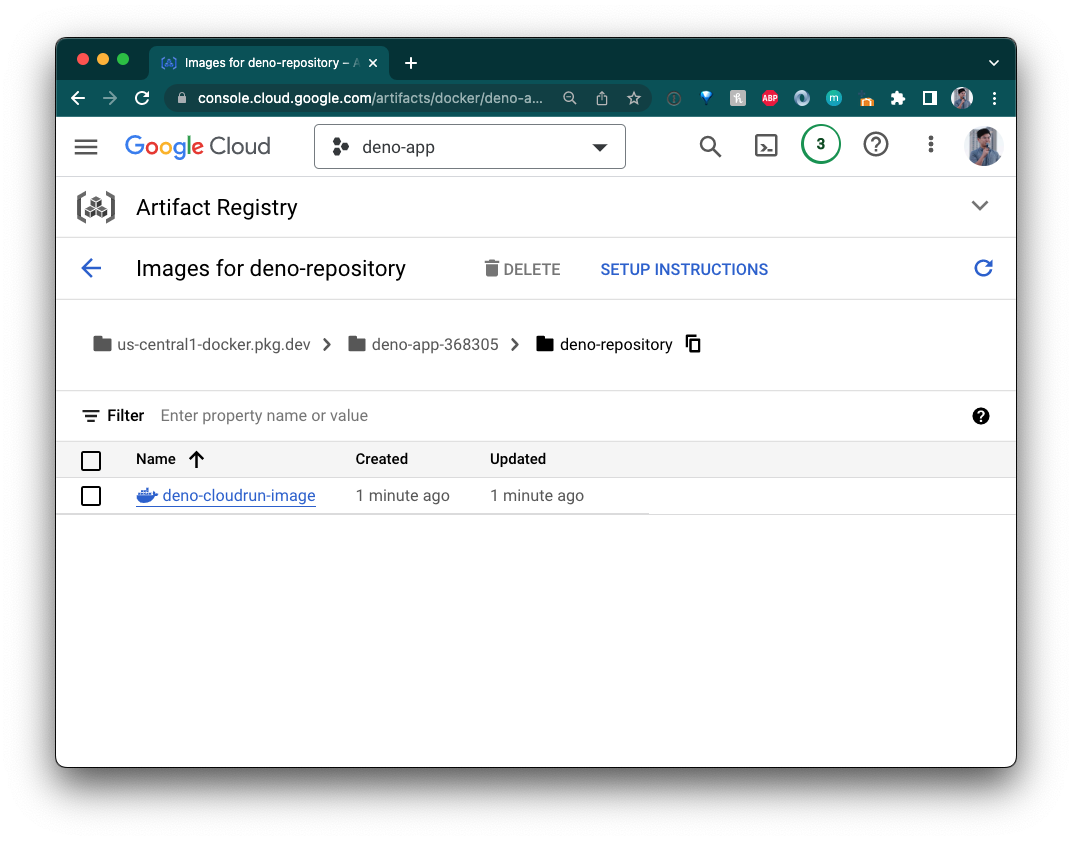 Images for deno-repository – A
console.cloud.google.com/artifacts/docker/deno-a...
ABP
m
Google Cloud
deno-app
3
Artifact Registry
Images for deno-repository
DELETE
SETUP INSTRUCTIONS
us-central1-docker.pkg.dev
deno-app-368305
deno-repository
Filter
Enter property name or value
Name
Created
Updated
deno-cloudrun-image
1 minute ago
1 minute ago